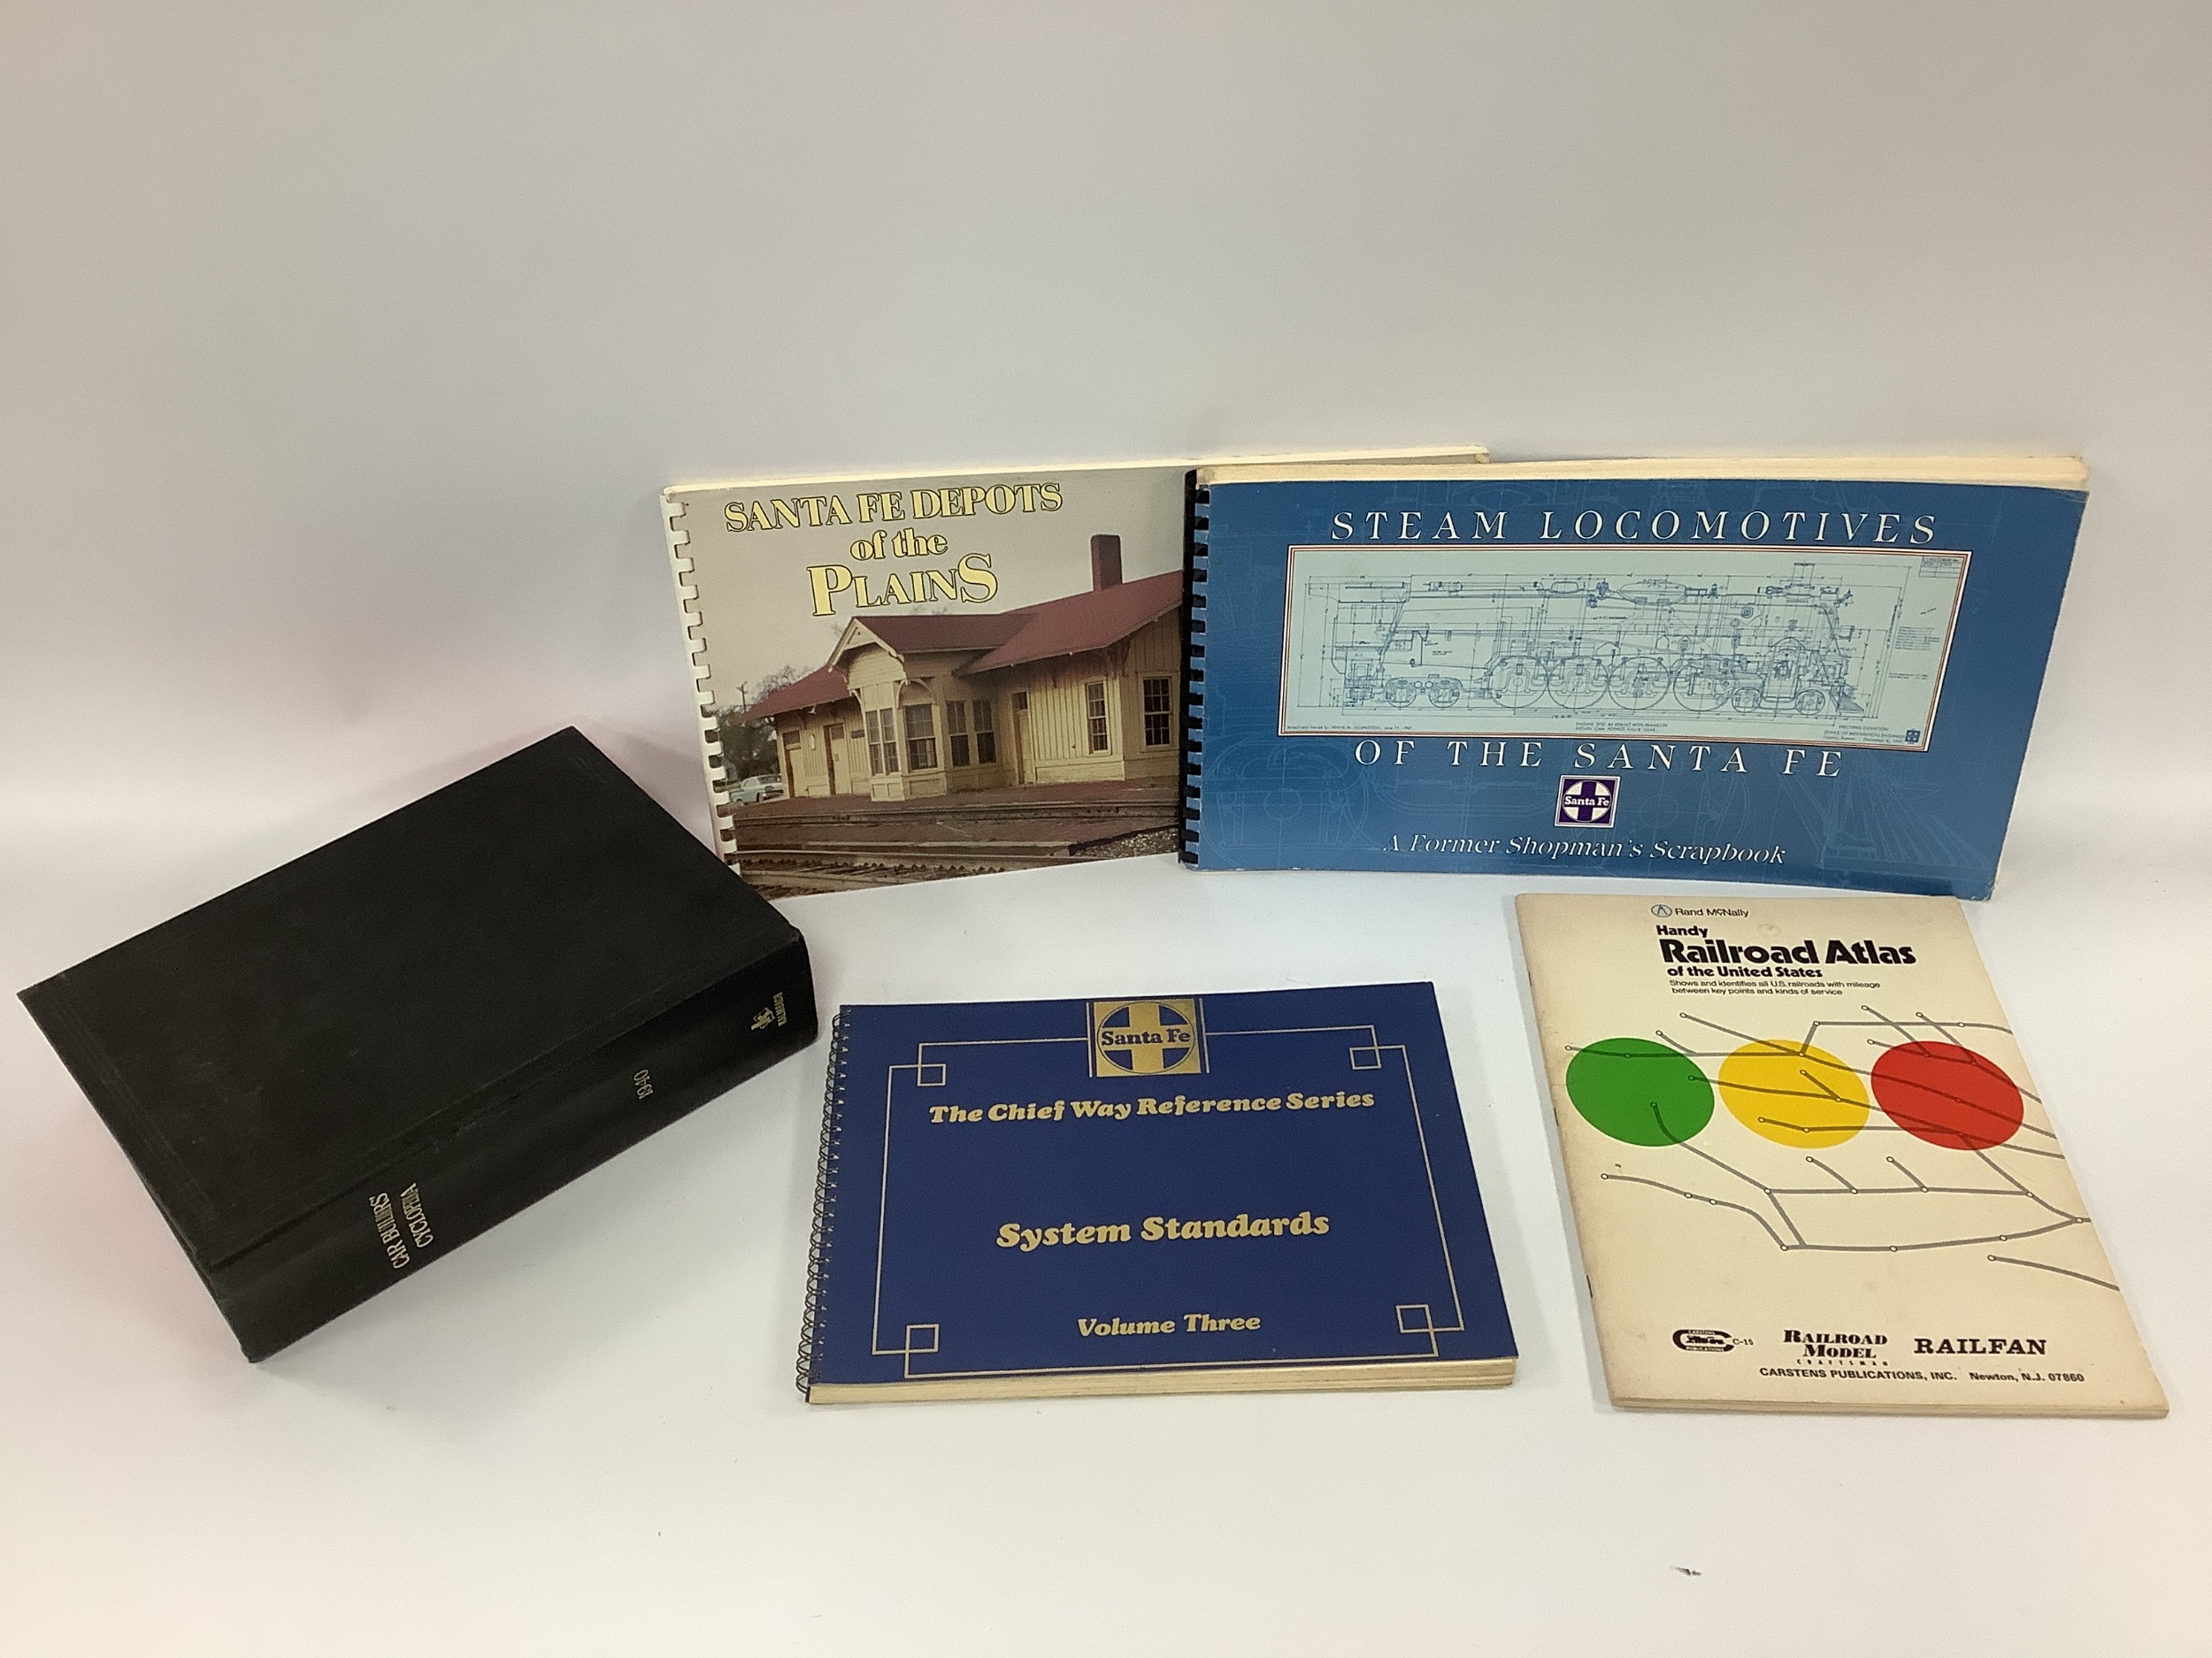 SANTA FE DEPOTS
of the
PLAINS
STEAM LOCOMOTIVES
OF THE SANTA FE
Santa Fe
A Former Shopman's Scrapbook
CAR BUILDERS'
CYCLOPEDIA
1940
KALMBACH
Santa Fe
The Chief Way Reference Series
System Standards
Volume Three
Rand McNally
Handy
Railroad Atlas
of the United States
Shows and identifies all U.S. railroads with mileage
between key points and kinds of service
CARSTENS
PUBLICATIONS
C-15
RAILROAD
MODEL
CRAFTSMAN
RAILFAN
CARSTENS PUBLICATIONS, INC. Newton, N.J. 07860